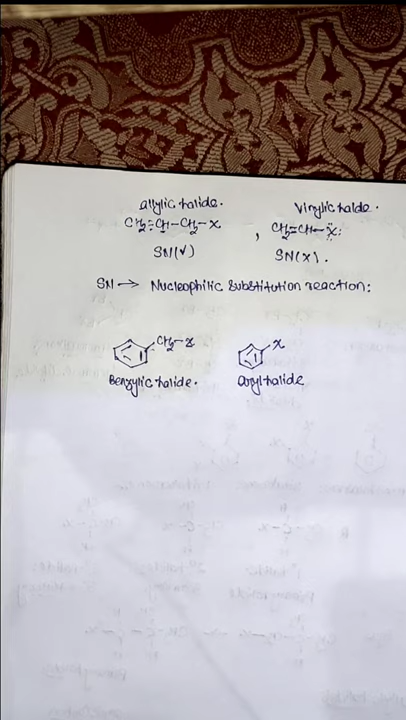 allylic halide.
vinylic halde.
CH₂=CH-CH₂-X , CH₂=CH-Ẍ:
SN(√)
SN(X).
SN → Nucleophilic Substitution reaction:
CH₂-X
X
Benzylic halide.
aryl halide